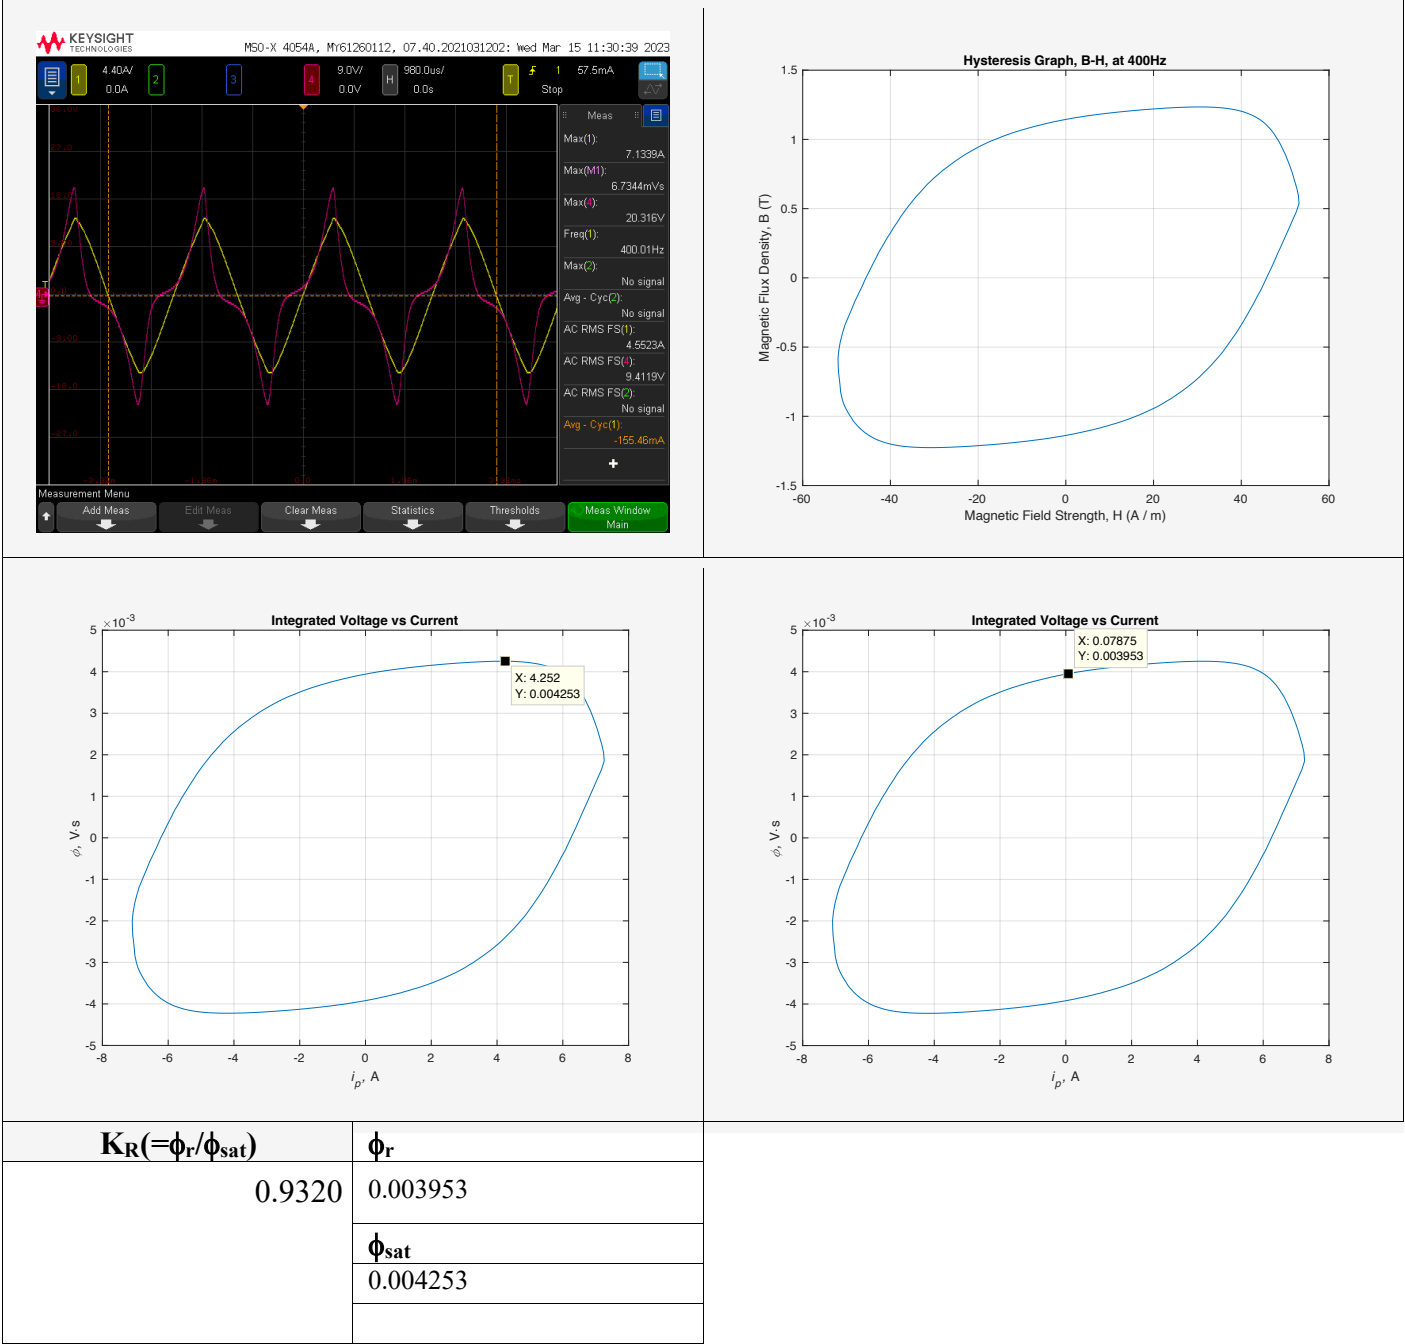 KEYSIGHT
TECHNOLOGIES
MSO-X 4054A, MY61260112, 07.40.2021031202: Wed Mar 15 11:30:39 2023
1 4.40A/ 2 3 4 9.0V/ H 980.0us/ T 1 57.5mA
0.0A 0.0V 0.0s Stop
Meas
Max(1):
7.1339A
Max(M1):
6.7344mVs
Max(4):
20.316V
Freq(1):
400.01Hz
Max(2):
No signal
Avg - Cyc(2):
No signal
AC RMS FS(1):
4.5523A
AC RMS FS(4):
9.4119V
AC RMS FS(2):
No signal
Avg - Cyc(1):
-155.46mA
T
-9.00
-18.0
-27.0
Measurement Menu
Add Meas Edit Meas Clear Meas Statistics Thresholds Meas Window
Main
Hysteresis Graph, B-H, at 400Hz
Magnetic Flux Density, B (T)
1.5
1
0.5
0
-0.5
-1
-1.5
-60 -40 -20 0 20 40 60
Magnetic Field Strength, H (A / m)
Integrated Voltage vs Current
×10-3
ϕ, V·s
5
4
3
2
1
0
-1
-2
-3
-4
-5
X: 4.252
Y: 0.004253
-8 -6 -4 -2 0 2 4 6 8
ip, A
Integrated Voltage vs Current
×10-3
ϕ, V·s
5
4
3
2
1
0
-1
-2
-3
-4
-5
X: 0.07875
Y: 0.003953
-8 -6 -4 -2 0 2 4 6 8
ip, A
KR(=ϕr/ϕsat) ϕr
0.9320 0.003953
ϕsat
0.004253